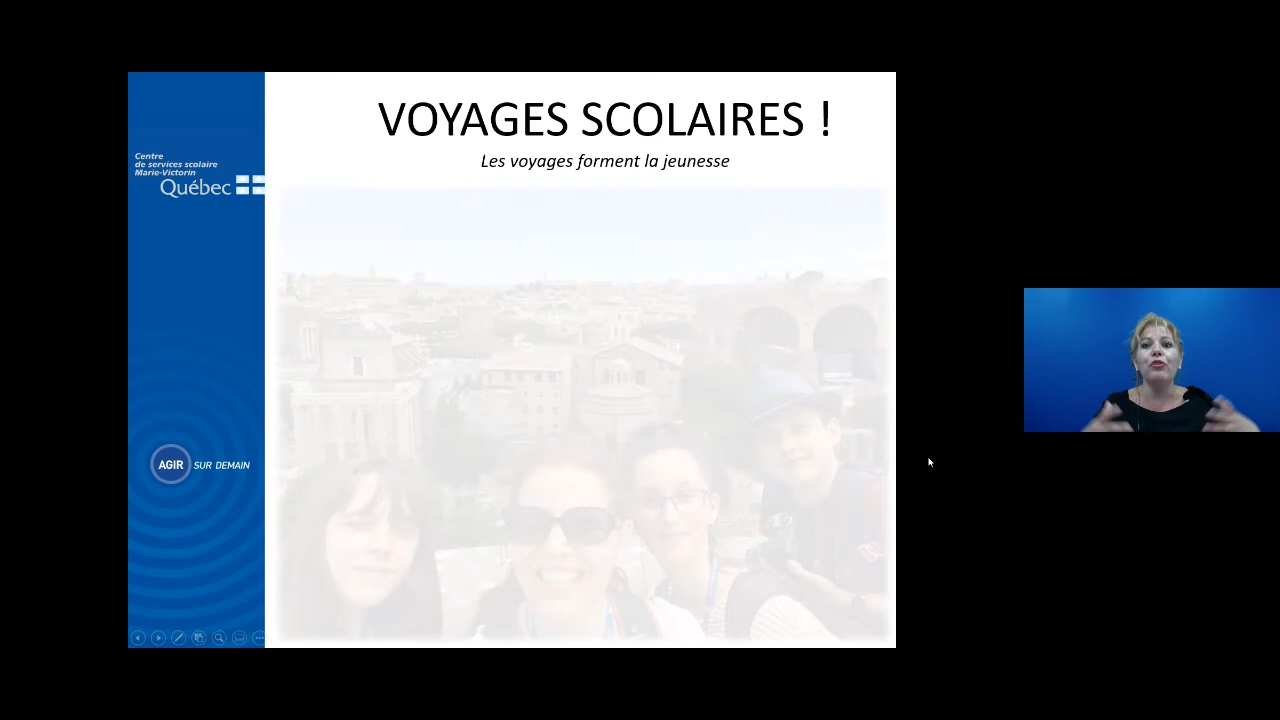 VOYAGES SCOLAIRES !
Les voyages forment la jeunesse
Centre
de services scolaire
Marie-Victorin
Québec
AGIR SUR DEMAIN